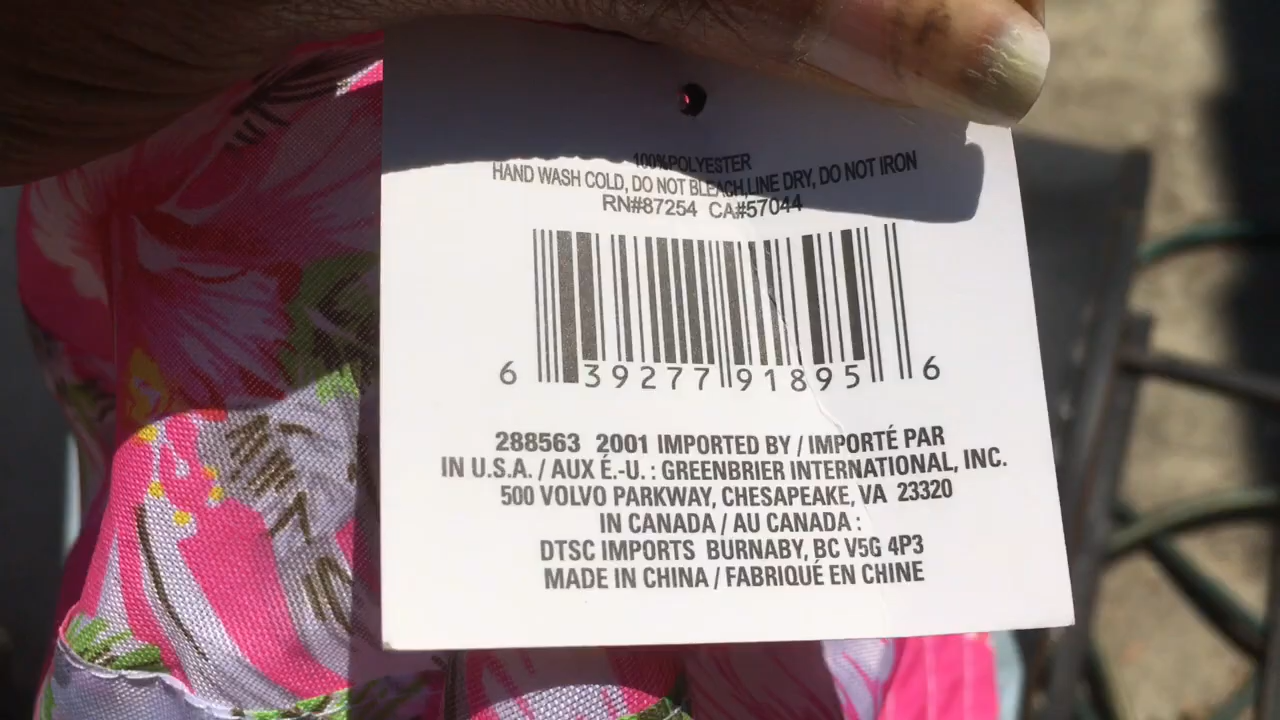 100%POLYESTER
HAND WASH COLD, DO NOT BLEACH,LINE DRY, DO NOT IRON
RN#87254 CA#57044
6 39277 91895 6
288563 2001 IMPORTED BY / IMPORTÉ PAR
IN U.S.A. / AUX É.-U. : GREENBRIER INTERNATIONAL, INC.
500 VOLVO PARKWAY, CHESAPEAKE, VA 23320
IN CANADA / AU CANADA :
DTSC IMPORTS BURNABY, BC V5G 4P3
MADE IN CHINA / FABRIQUÉ EN CHINE